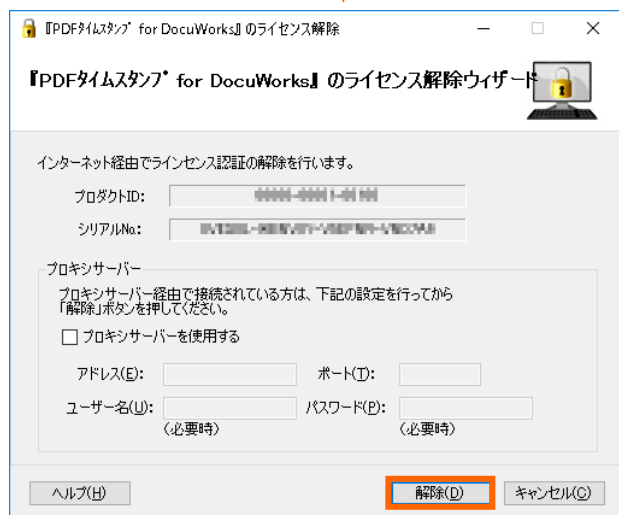 『PDFﾀｲﾑｽﾀﾝﾌﾟ for DocuWorks』のライセンス解除
『PDFﾀｲﾑｽﾀﾝﾌﾟ for DocuWorks』のライセンス解除ウィザード
インターネット経由でラインセンス認証の解除を行います。
プロダクトID:
シリアルNo.:
プロキシサーバー
プロキシサーバー経由で接続されている方は、下記の設定を行ってから
「解除」ボタンを押してください。
プロキシサーバーを使用する
アドレス(E): ポート(T):
ユーザー名(U): パスワード(P):
(必要時) (必要時)
ヘルプ(H) 解除(D) キャンセル(C)